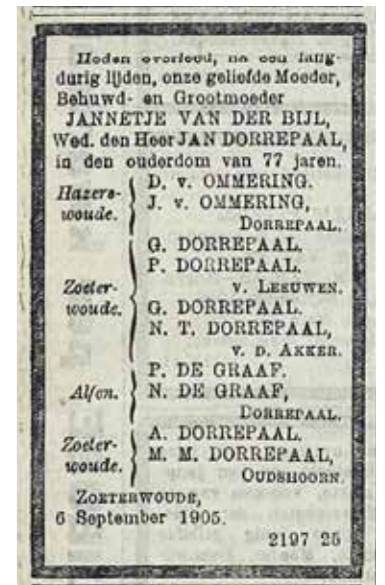 Heden overleed, na een lang-
durig lijden, onze geliefde Moeder,
Behuwd- en Grootmoeder
JANNETJE VAN DER BIJL,
Wed. den Heer JAN DORREPAAL,
in den ouderdom van 77 jaren.
Hazers-
woude.
D. v. OMMERING.
J. v. OMMERING,
DORREPAAL.
Zoeter-
woude.
G. DORREPAAL.
P. DORREPAAL.
v. LEEUWEN.
G. DORREPAAL.
N. T. DORREPAAL,
v. D. AKKER.
Alfen.
P. DE GRAAF.
N. DE GRAAF,
DORREPAAL.
Zoeter-
woude.
A. DORREPAAL.
M. M. DORREPAAL,
OUDSHOORN.
ZOETERWOUDE,
6 September 1905.
2197 25